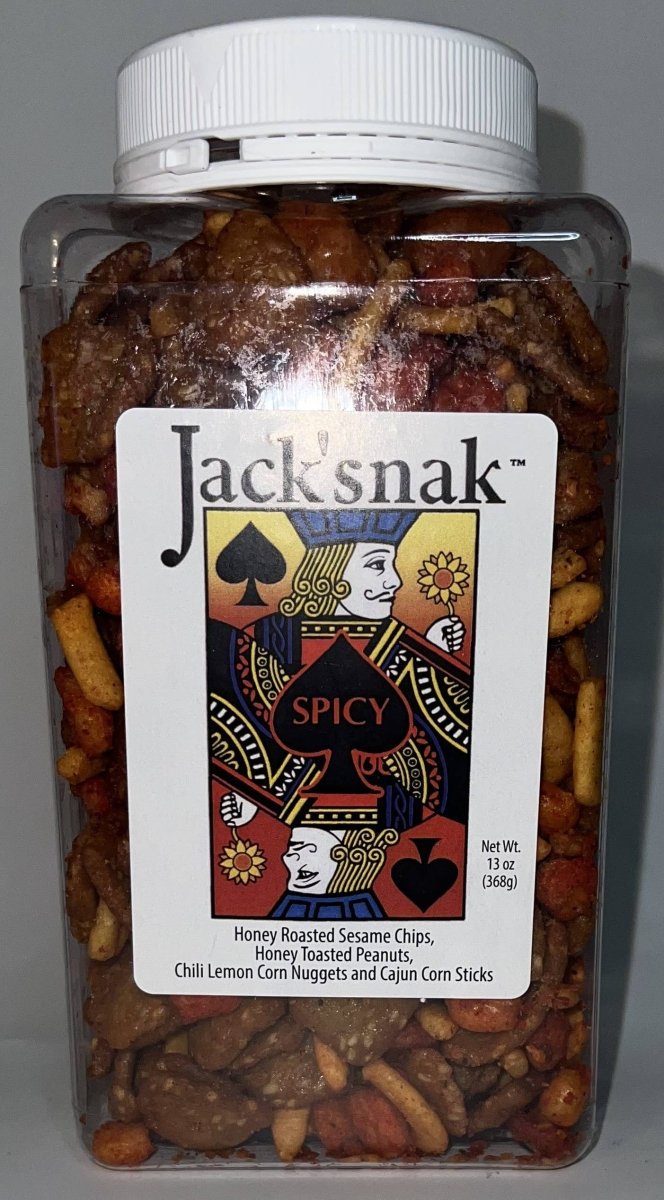 Jack'snak™
SPICY
Net Wt.
13 oz
(368g)
Honey Roasted Sesame Chips,
Honey Toasted Peanuts,
Chili Lemon Corn Nuggets and Cajun Corn Sticks